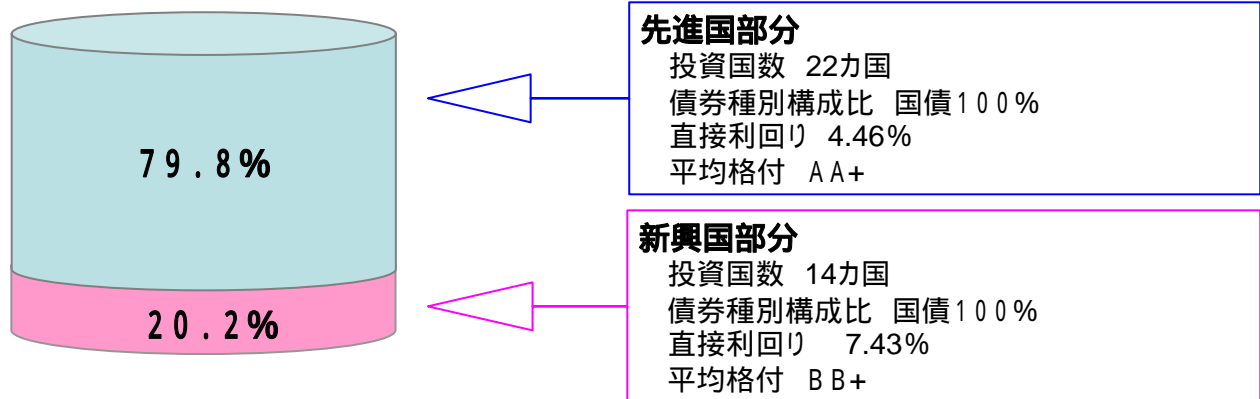 79.8%
20.2%
先進国部分
投資国数 22カ国
債券種別構成比 国債100%
直接利回り 4.46%
平均格付 AA+
新興国部分
投資国数 14カ国
債券種別構成比 国債100%
直接利回り 7.43%
平均格付 BB+